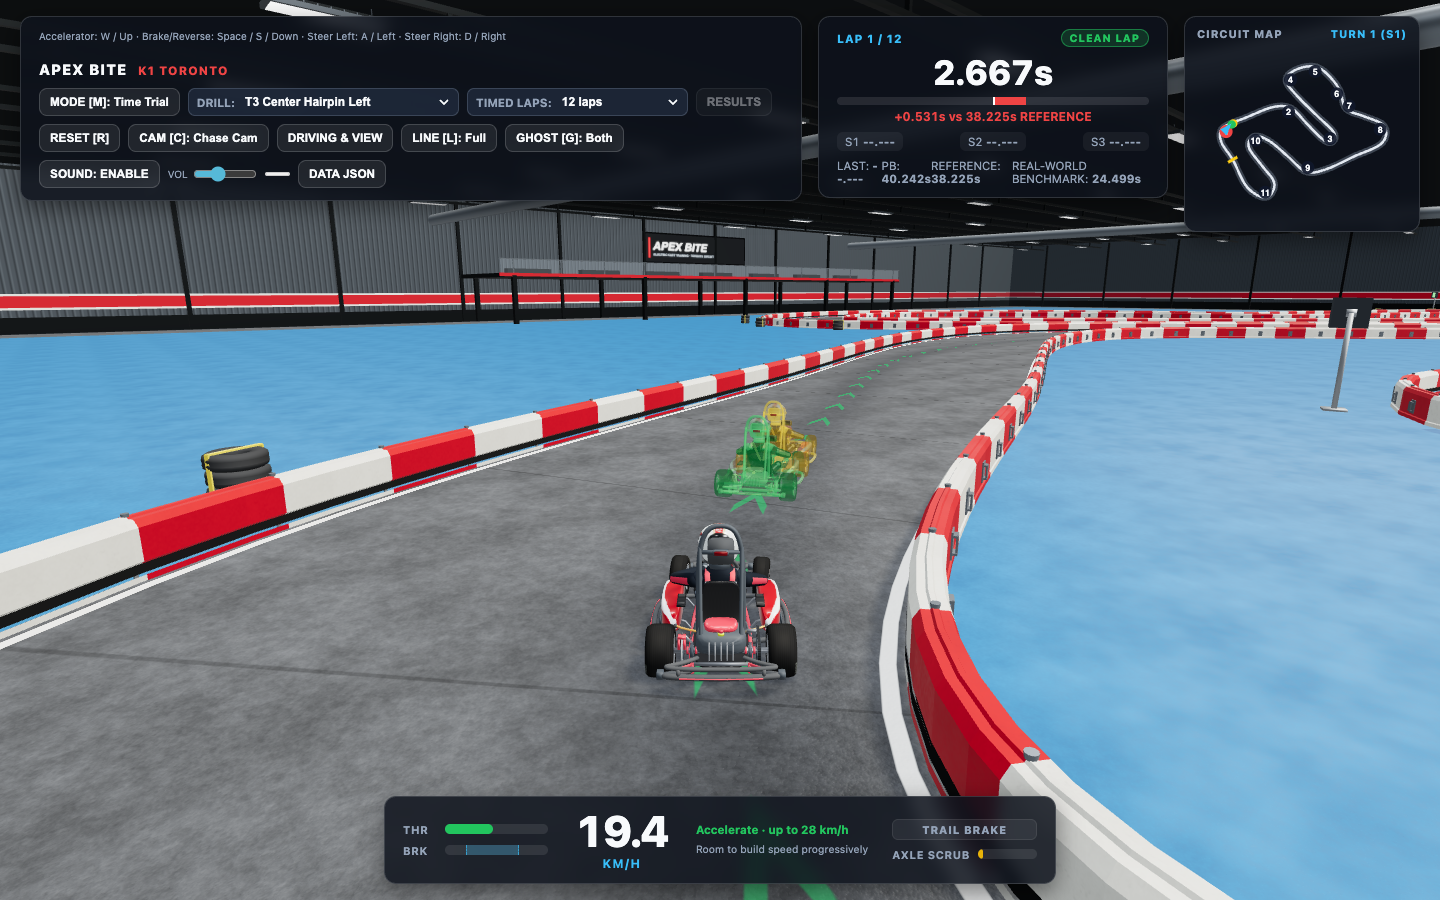 Accelerator: W / Up · Brake/Reverse: Space / S / Down · Steer Left: A / Left · Steer Right: D / Right
APEX BITE K1 TORONTO
MODE [M]: Time Trial DRILL: T3 Center Hairpin Left TIMED LAPS: 12 laps RESULTS
RESET [R] CAM [C]: Chase Cam DRIVING & VIEW LINE [L]: Full GHOST [G]: Both
SOUND: ENABLE VOL DATA JSON
LAP 1 / 12 CLEAN LAP
2.667s
+0.531s vs 38.225s REFERENCE
S1 --.--- S2 --.--- S3 --.---
LAST: - PB: REFERENCE: REAL-WORLD
-.--- 40.242s38.225s BENCHMARK: 24.499s
CIRCUIT MAP TURN 1 (S1)
5
4
6
7
2
8
3
10
9
11
APEX BITE
THR
BRK
19.4
KM/H
Accelerate · up to 28 km/h
Room to build speed progressively
TRAIL BRAKE
AXLE SCRUB